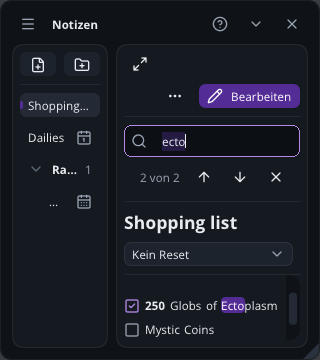 Notizen
Shopping...
Dailies
1
Ra... 1
...
Bearbeiten
ecto
2 von 2
Shopping list
Kein Reset
250 Globs of Ectoplasm
Mystic Coins